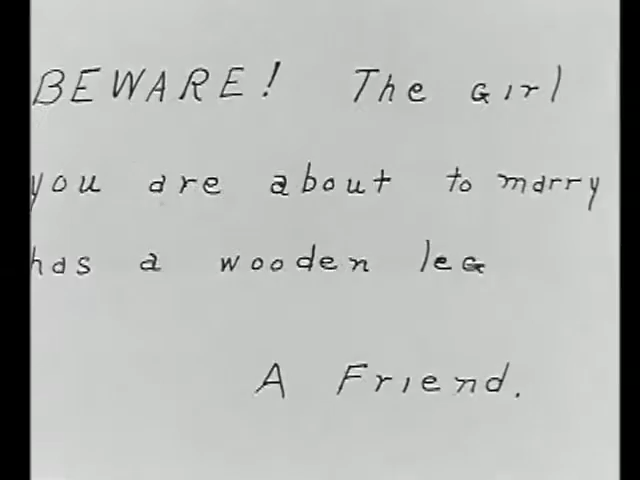 BEWARE! The girl
you are about to marry
has a wooden leg
A Friend.